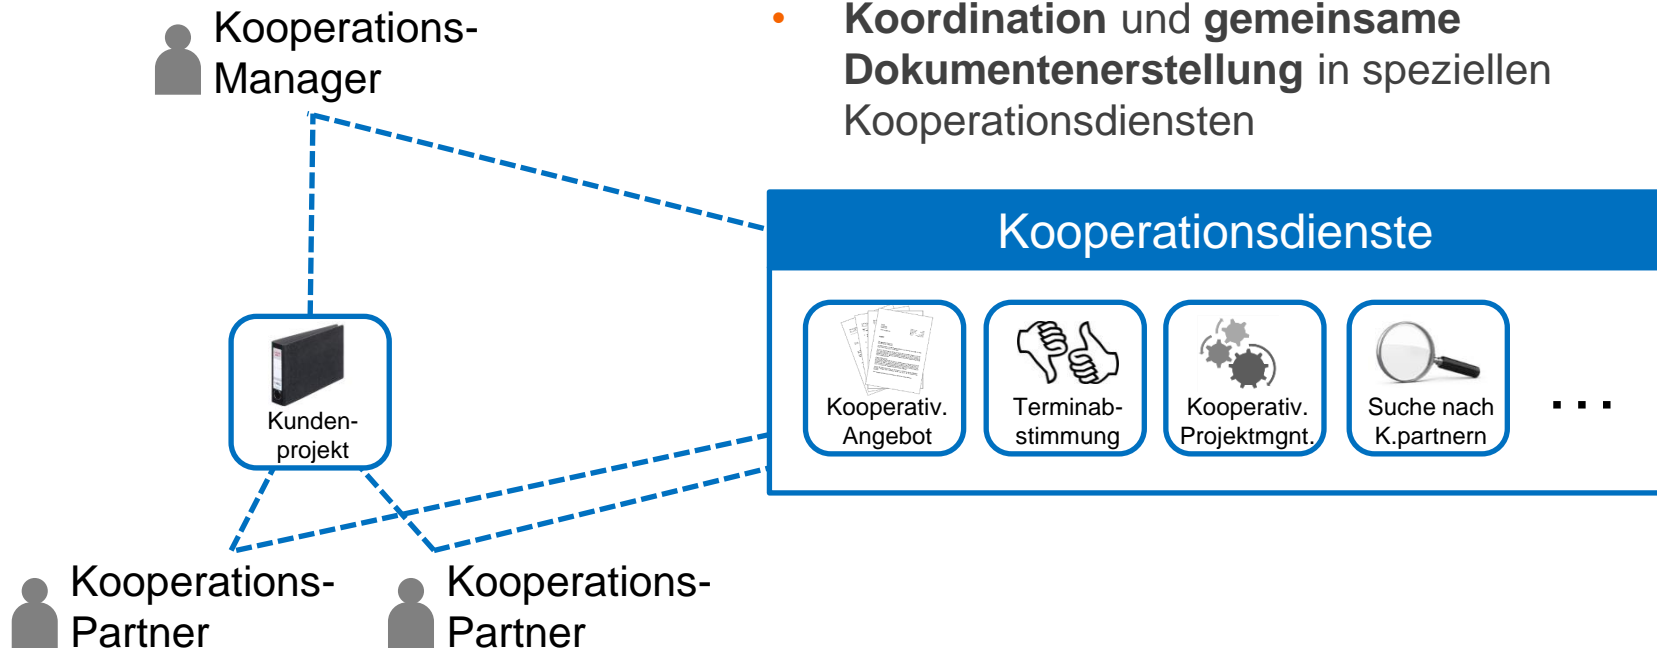 Kooperations-
Manager
• Koordination und gemeinsame
Dokumentenerstellung in speziellen
Kooperationsdiensten
Kooperationsdienste
Kunden-
projekt
Kooperativ.
Angebot
Terminab-
stimmung
Kooperativ.
Projektmgnt.
Suche nach
K.partnern
...
Kooperations-
Partner
Kooperations-
Partner